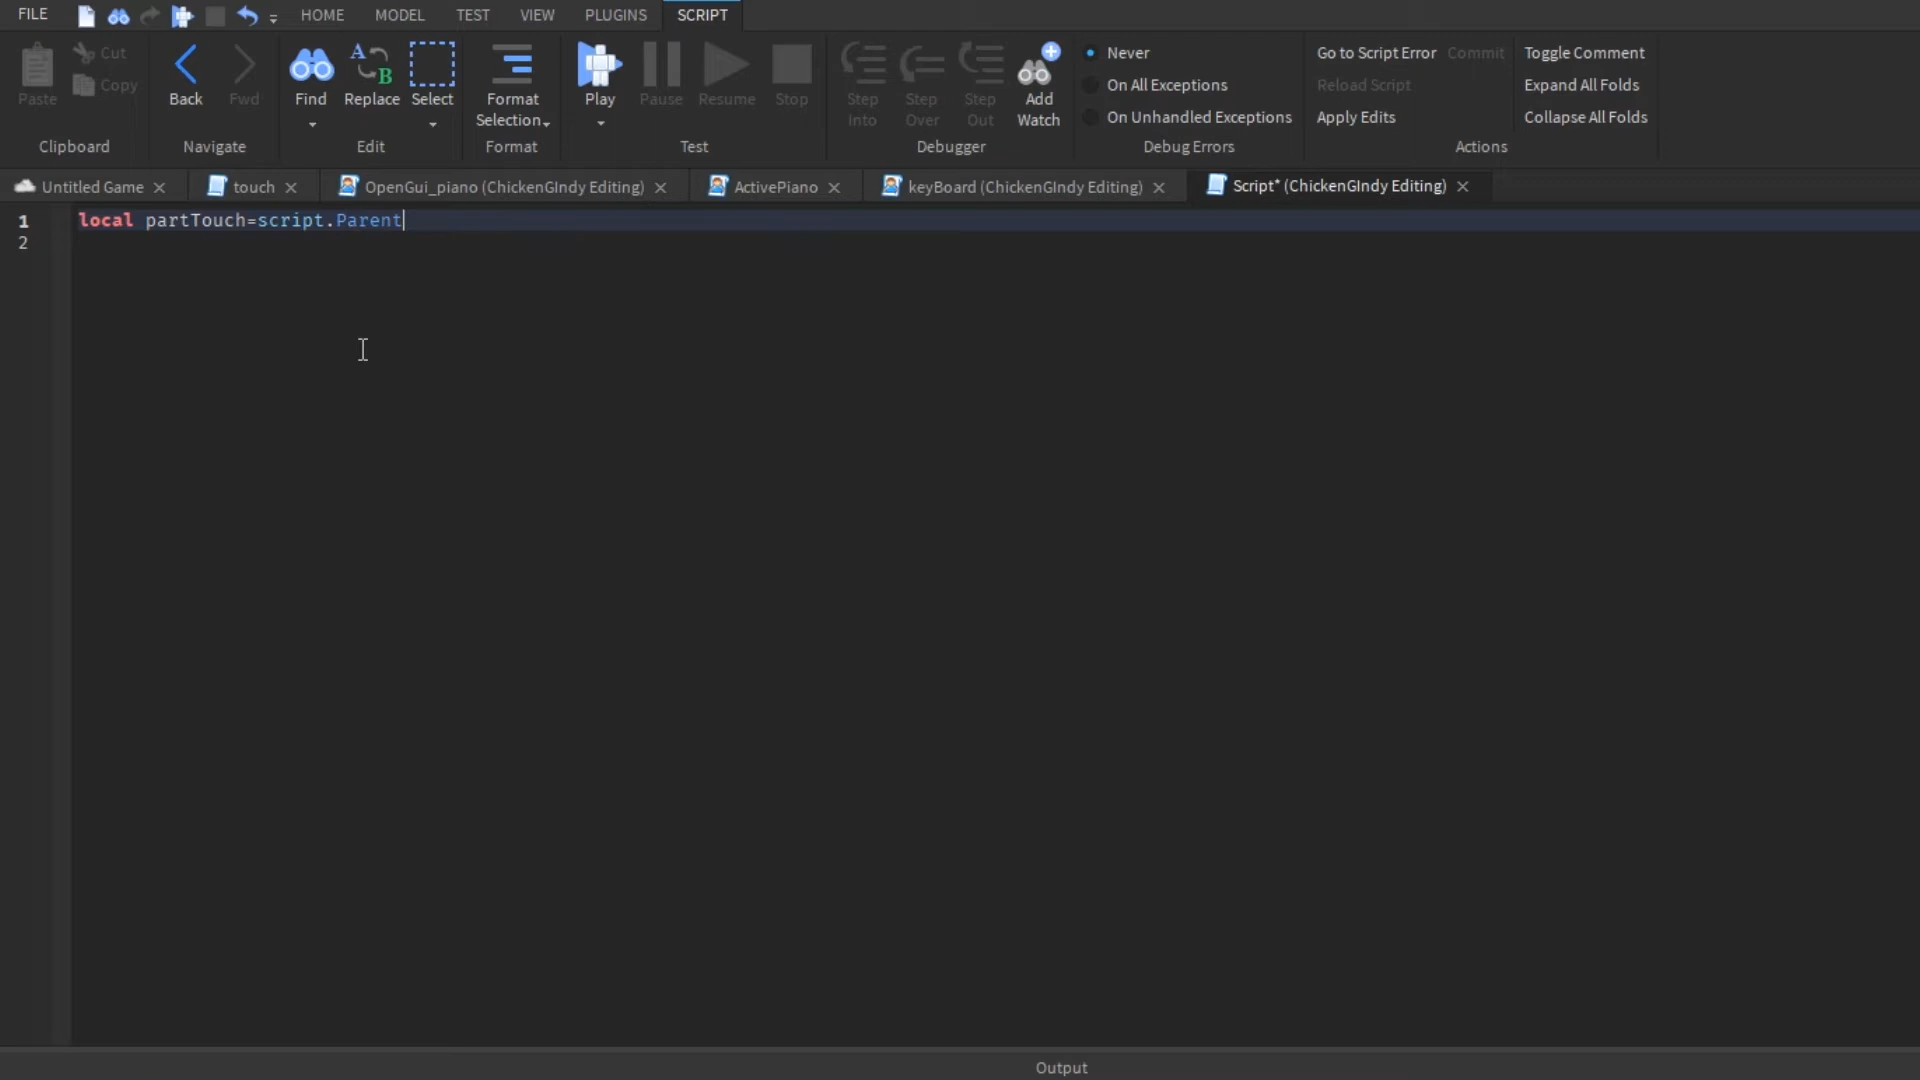 FILE HOME MODEL TEST VIEW PLUGINS SCRIPT
Paste Cut Copy
Clipboard
Back Fwd
Navigate
Find Replace Select
Edit
Format Selection
Format
Play Pause Resume Stop
Test
Step Into Step Over Step Out Add Watch
Debugger
Never
On All Exceptions
On Unhandled Exceptions
Debug Errors
Go to Script Error Commit
Reload Script
Apply Edits
Toggle Comment
Expand All Folds
Collapse All Folds
Actions
Untitled Game touch OpenGui_piano (ChickenGIndy Editing) ActivePiano keyBoard (ChickenGIndy Editing) Script* (ChickenGIndy Editing)
1 local partTouch=script.Parent
2
Output